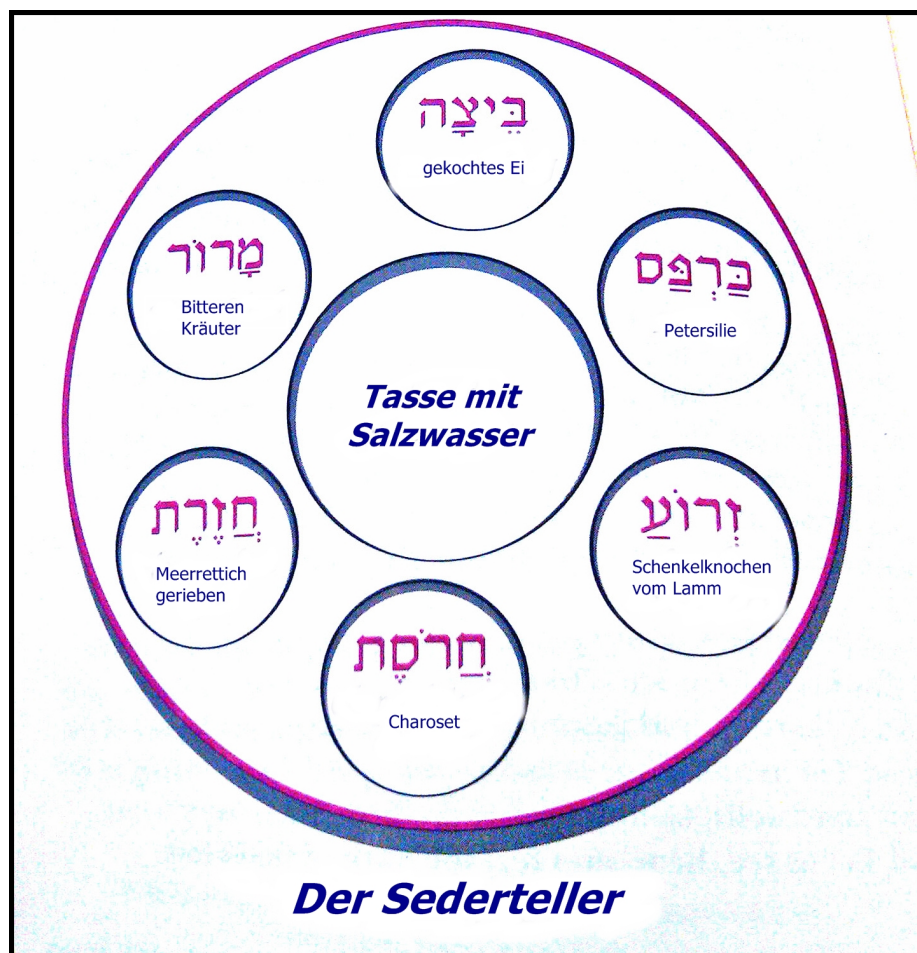 בֵּיצָה
gekochtes Ei
מָרוֹר
Bitteren
Kräuter
כַּרְפַּס
Petersilie
Tasse mit
Salzwasser
חֲזֶרֶת
Meerrettich
gerieben
זְרוֹעַ
Schenkelknochen
vom Lamm
חֲרֹסֶת
Charoset
Der Sederteller